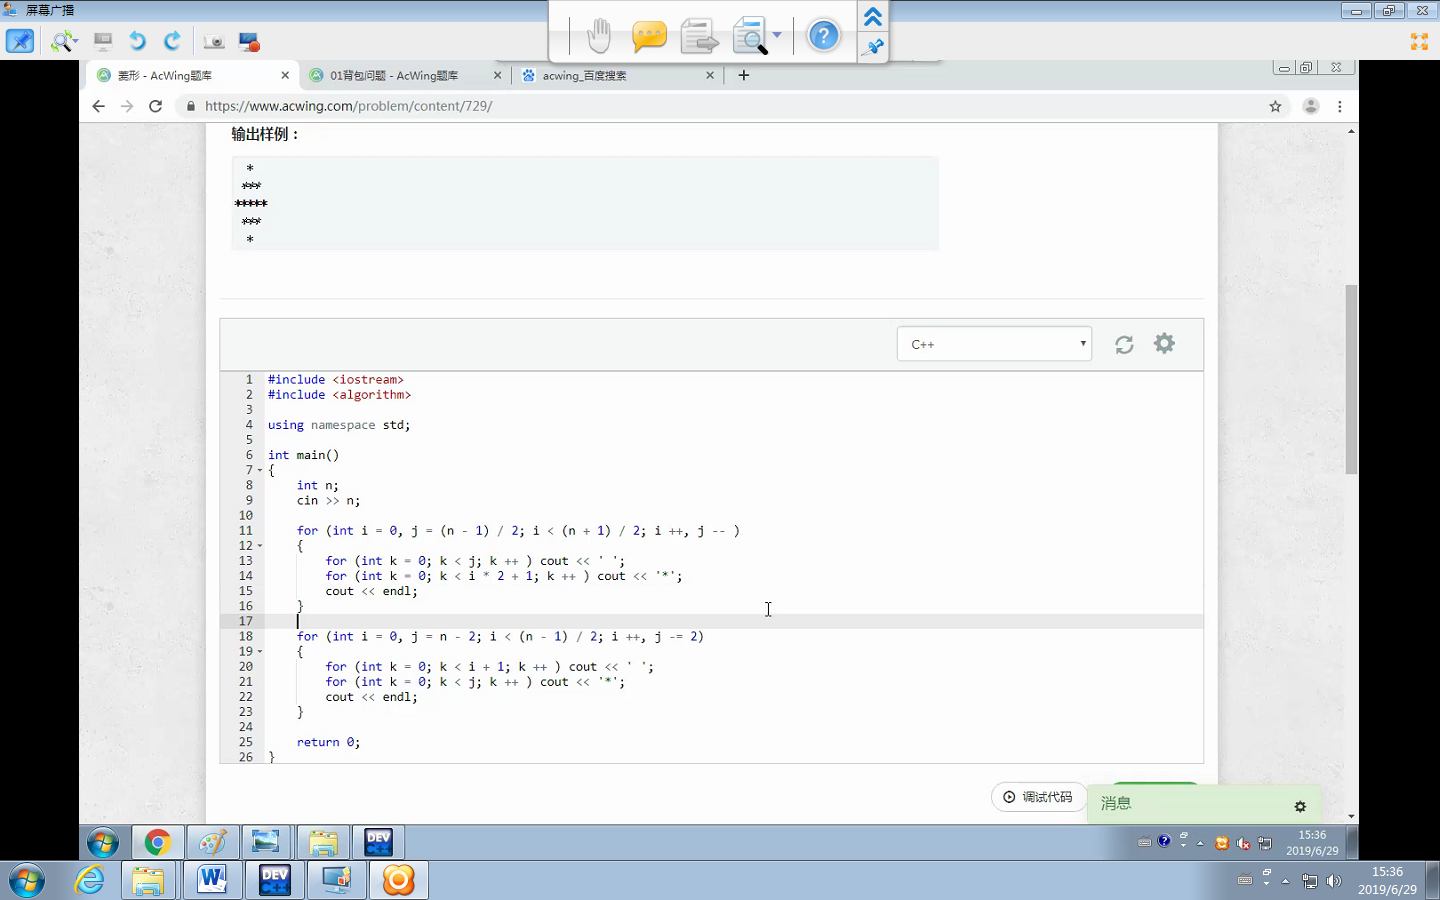 屏幕广播
菱形 - AcWing题库
01背包问题 - AcWing题库
acwing_百度搜索
https://www.acwing.com/problem/content/729/
输出样例：
*
***
*****
***
*
C++
1 #include <iostream>
2 #include <algorithm>
3
4 using namespace std;
5
6 int main()
7 {
8 int n;
9 cin >> n;
10
11 for (int i = 0, j = (n - 1) / 2; i < (n + 1) / 2; i ++, j -- )
12 {
13 for (int k = 0; k < j; k ++ ) cout << ' ';
14 for (int k = 0; k < i * 2 + 1; k ++ ) cout << '*';
15 cout << endl;
16 }
17
18 for (int i = 0, j = n - 2; i < (n - 1) / 2; i ++, j -= 2)
19 {
20 for (int k = 0; k < i + 1; k ++ ) cout << ' ';
21 for (int k = 0; k < j; k ++ ) cout << '*';
22 cout << endl;
23 }
24
25 return 0;
26 }
调试代码
消息
DEV
15:36
2019/6/29
W
DEV
C++
15:36
2019/6/29